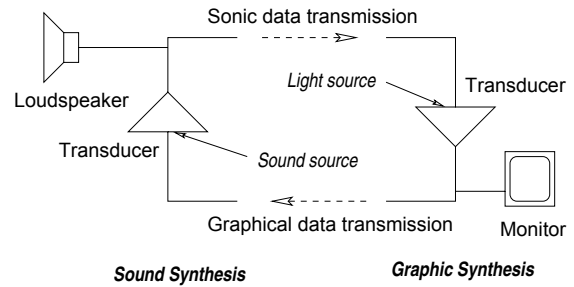 Sonic data transmission
Light source
Transducer
Loudspeaker
Transducer
Sound source
Graphical data transmission
Monitor
Sound Synthesis
Graphic Synthesis